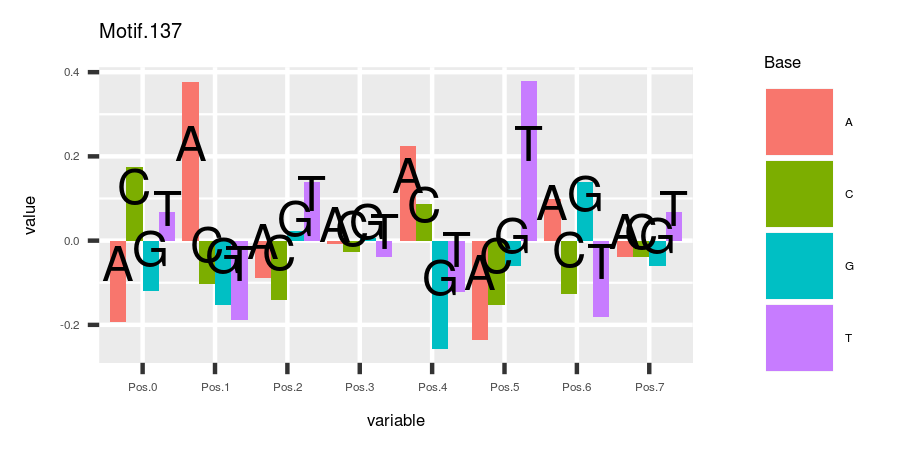 Motif.137
value
0.4
0.2
0.0
-0.2
A C G T A C G T A C G T A C G T A C G T A C G T A C G T A C G T
Pos.0 Pos.1 Pos.2 Pos.3 Pos.4 Pos.5 Pos.6 Pos.7
variable
Base
A
C
G
T